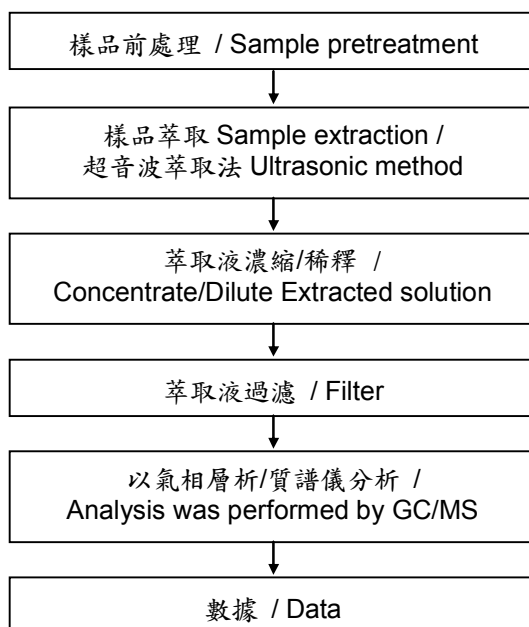 樣品前處理 / Sample pretreatment
樣品萃取 Sample extraction /
超音波萃取法 Ultrasonic method
萃取液濃縮/稀釋 /
Concentrate/Dilute Extracted solution
萃取液過濾 / Filter
以氣相層析/質譜儀分析 /
Analysis was performed by GC/MS
數據 / Data